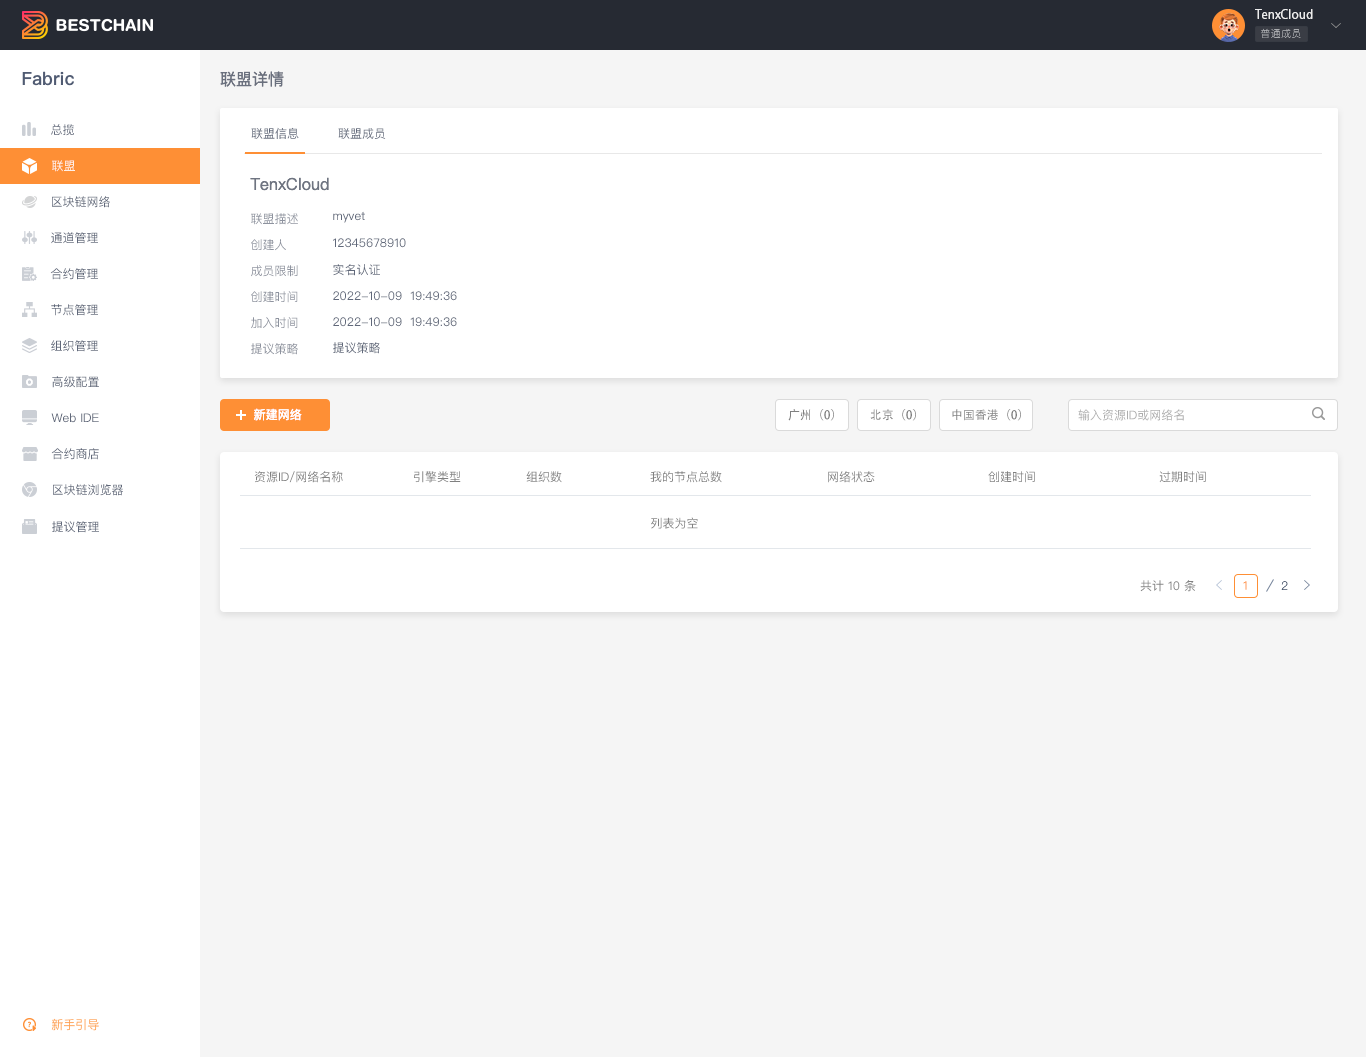 BESTCHAIN
TenxCloud
普通成员
Fabric
总揽
联盟
区块链网络
通道管理
合约管理
节点管理
组织管理
高级配置
Web IDE
合约商店
区块链浏览器
提议管理
新手引导
联盟详情
联盟信息 联盟成员
TenxCloud
联盟描述 myvet
创建人 12345678910
成员限制 实名认证
创建时间 2022-10-09 19:49:36
加入时间 2022-10-09 19:49:36
提议策略 提议策略
+ 新建网络 广州（0） 北京（0） 中国香港（0） 输入资源ID或网络名
资源ID/网络名称 引擎类型 组织数 我的节点总数 网络状态 创建时间 过期时间
列表为空
共计 10 条 < 1 / 2 >